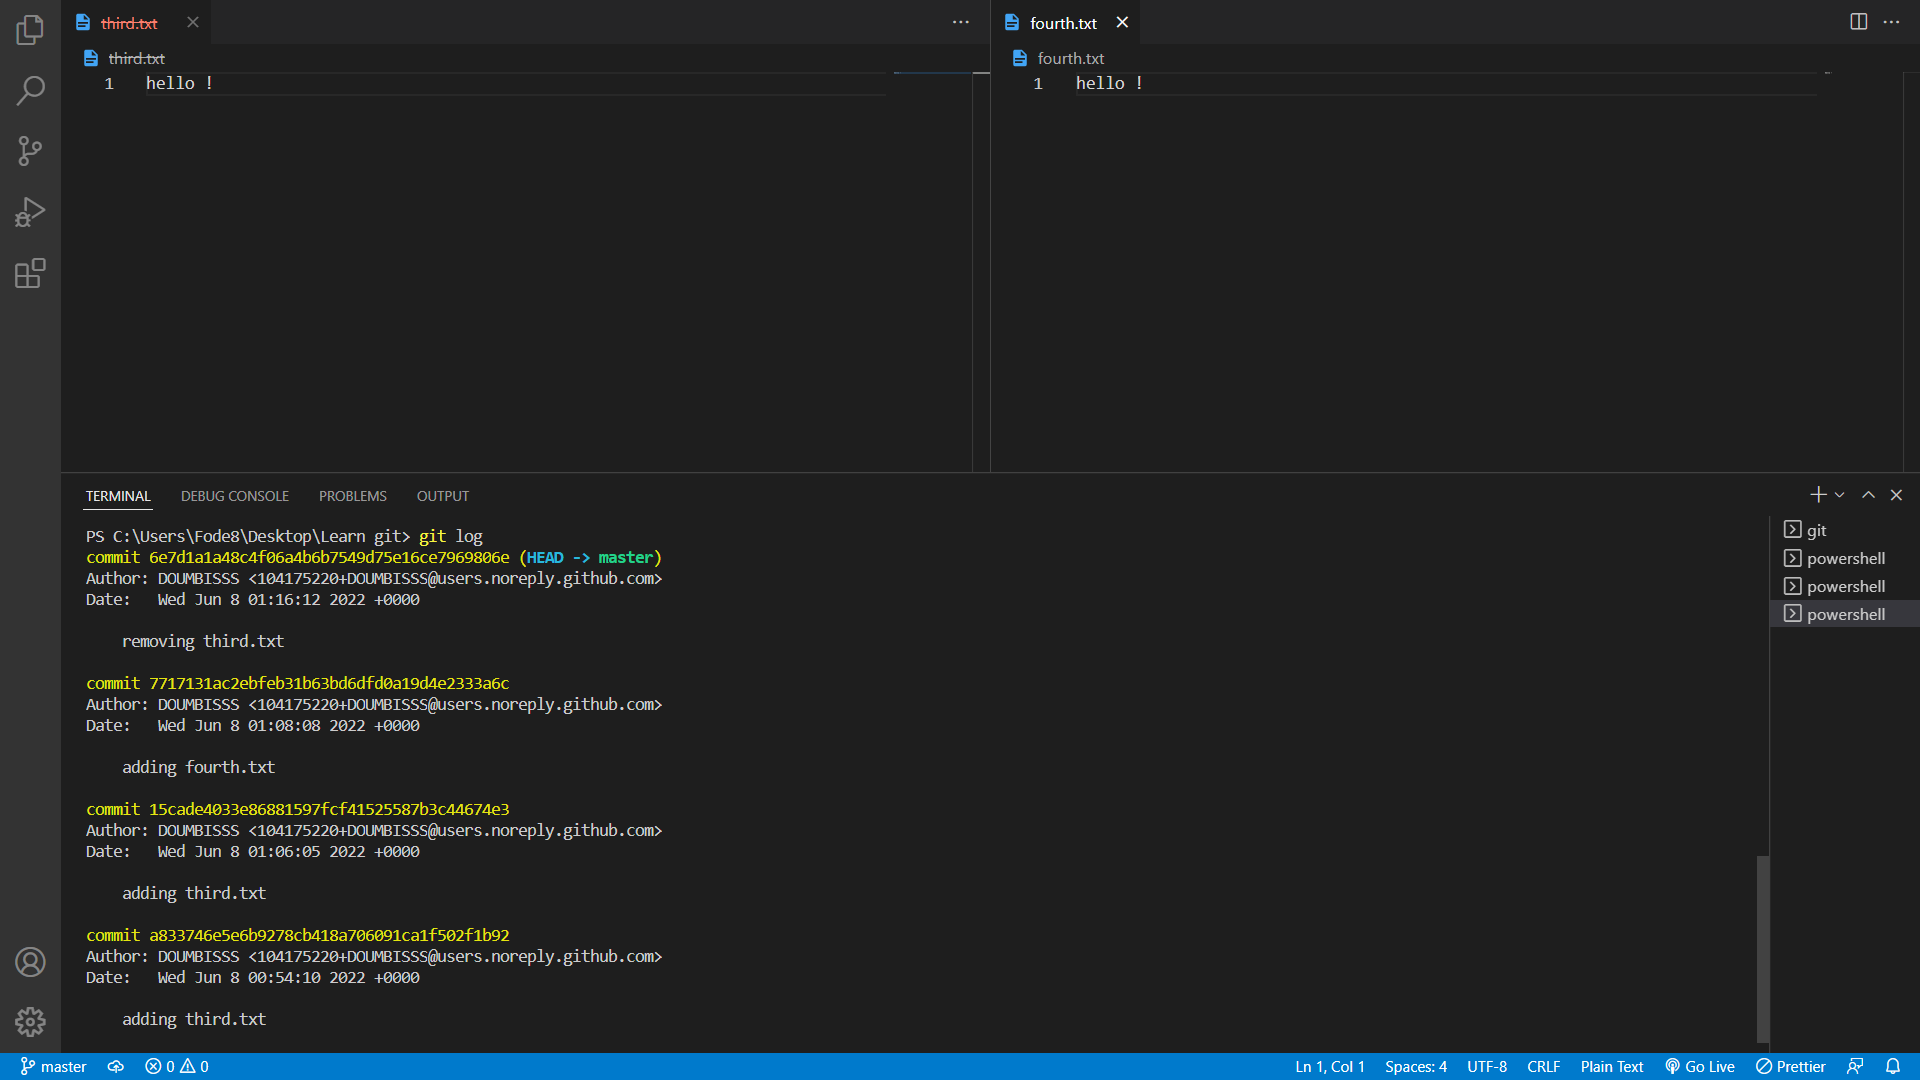 third.txt
fourth.txt
third.txt
fourth.txt
1 hello !
1 hello !
TERMINAL DEBUG CONSOLE PROBLEMS OUTPUT
PS C:\Users\Fode8\Desktop\Learn git> git log
commit 6e7d1a1a48c4f06a4b6b7549d75e16ce7969806e (HEAD -> master)
Author: DOUMBISSS <104175220+DOUMBISSS@users.noreply.github.com>
Date:   Wed Jun 8 01:16:12 2022 +0000
    removing third.txt
commit 7717131ac2ebfeb31b63bd6dfd0a19d4e2333a6c
Author: DOUMBISSS <104175220+DOUMBISSS@users.noreply.github.com>
Date:   Wed Jun 8 01:08:08 2022 +0000
    adding fourth.txt
commit 15cade4033e86881597fcf41525587b3c44674e3
Author: DOUMBISSS <104175220+DOUMBISSS@users.noreply.github.com>
Date:   Wed Jun 8 01:06:05 2022 +0000
    adding third.txt
commit a833746e5e6b9278cb418a706091ca1f502f1b92
Author: DOUMBISSS <104175220+DOUMBISSS@users.noreply.github.com>
Date:   Wed Jun 8 00:54:10 2022 +0000
    adding third.txt
git
powershell
powershell
powershell
master 0 0 Ln 1, Col 1 Spaces: 4 UTF-8 CRLF Plain Text Go Live Prettier